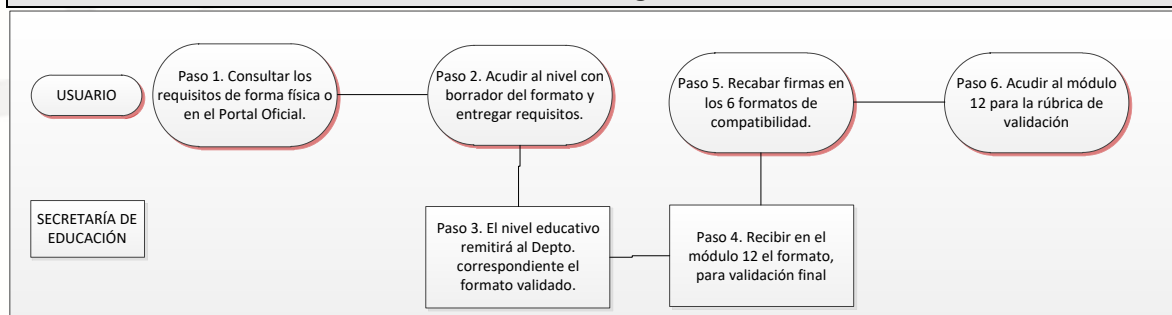 USUARIO
Paso 1. Consultar los
requisitos de forma física o
en el Portal Oficial.
Paso 2. Acudir al nivel con
borrador del formato y
entregar requisitos.
Paso 5. Recabar firmas en
los 6 formatos de
compatibilidad.
Paso 6. Acudir al módulo
12 para la rúbrica de
validación
SECRETARÍA DE
EDUCACIÓN
Paso 3. El nivel educativo
remitirá al Depto.
correspondiente el
formato validado.
Paso 4. Recibir en el
módulo 12 el formato,
para validación final